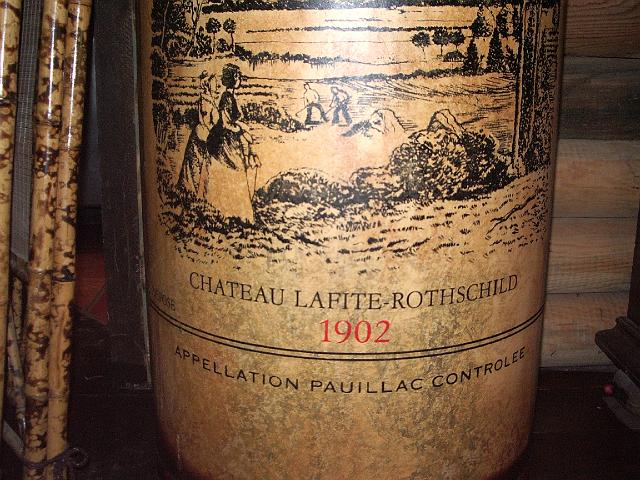 CHATEAU LAFITE-ROTHSCHILD
1902
APPELLATION PAUILLAC CONTROLEE